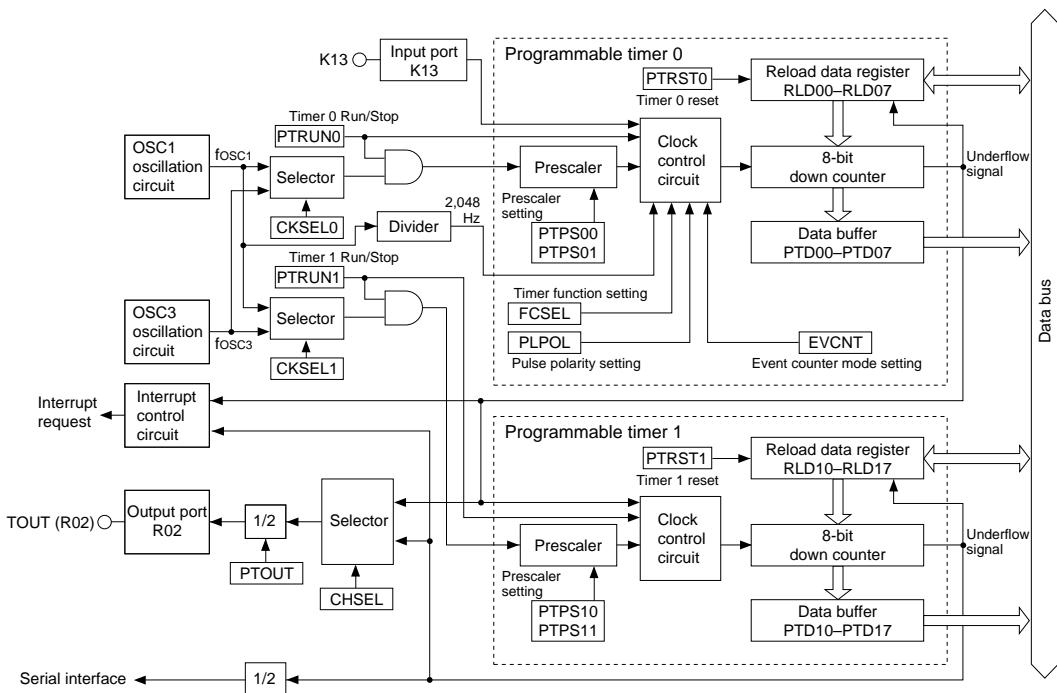 K13
Input port
K13
Programmable timer 0
PTRST0
Timer 0 reset
Reload data register
RLD00–RLD07
Timer 0 Run/Stop
PTRUN0
OSC1
oscillation
circuit
fOSC1
Selector
CKSEL0
Prescaler
Prescaler
setting
PTPS00
PTPS01
Clock
control
circuit
8-bit
down counter
Underflow
signal
Divider
2,048
Hz
Data buffer
PTD00–PTD07
Timer 1 Run/Stop
PTRUN1
OSC3
oscillation
circuit
fOSC3
Selector
CKSEL1
Timer function setting
FCSEL
PLPOL
Pulse polarity setting
EVCNT
Event counter mode setting
Data bus
Interrupt
request
Interrupt
control
circuit
Programmable timer 1
PTRST1
Timer 1 reset
Reload data register
RLD10–RLD17
TOUT (R02)
Output port
R02
1/2
PTOUT
Selector
CHSEL
Prescaler
Prescaler
setting
PTPS10
PTPS11
Clock
control
circuit
8-bit
down counter
Underflow
signal
Data buffer
PTD10–PTD17
Serial interface
1/2